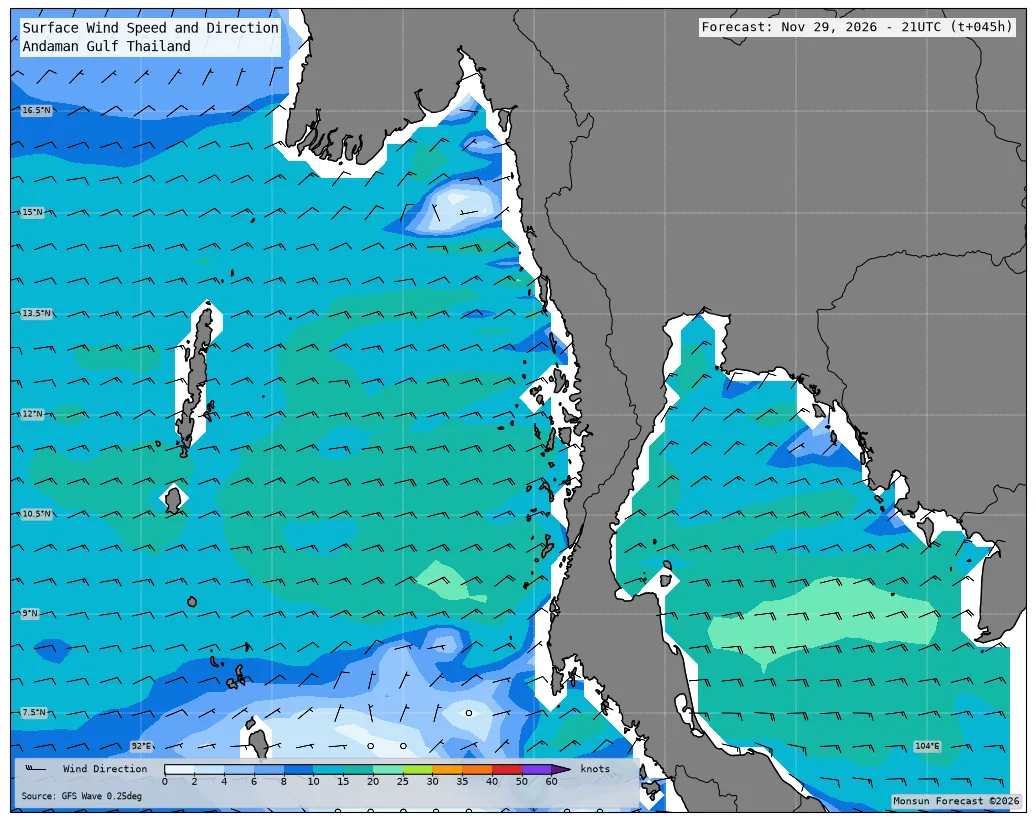 Surface Wind Speed and Direction
Andaman Gulf Thailand
Forecast: Nov 29, 2026 - 21UTC (t+045h)
16.5°N
15°N
13.5°N
12°N
10.5°N
9°N
7.5°N
92°E
104°E
Wind Direction
0 2 4 6 8 10 15 20 25 30 35 40 50 60
knots
Source: GFS Wave 0.25deg
Monsun Forecast ©2026